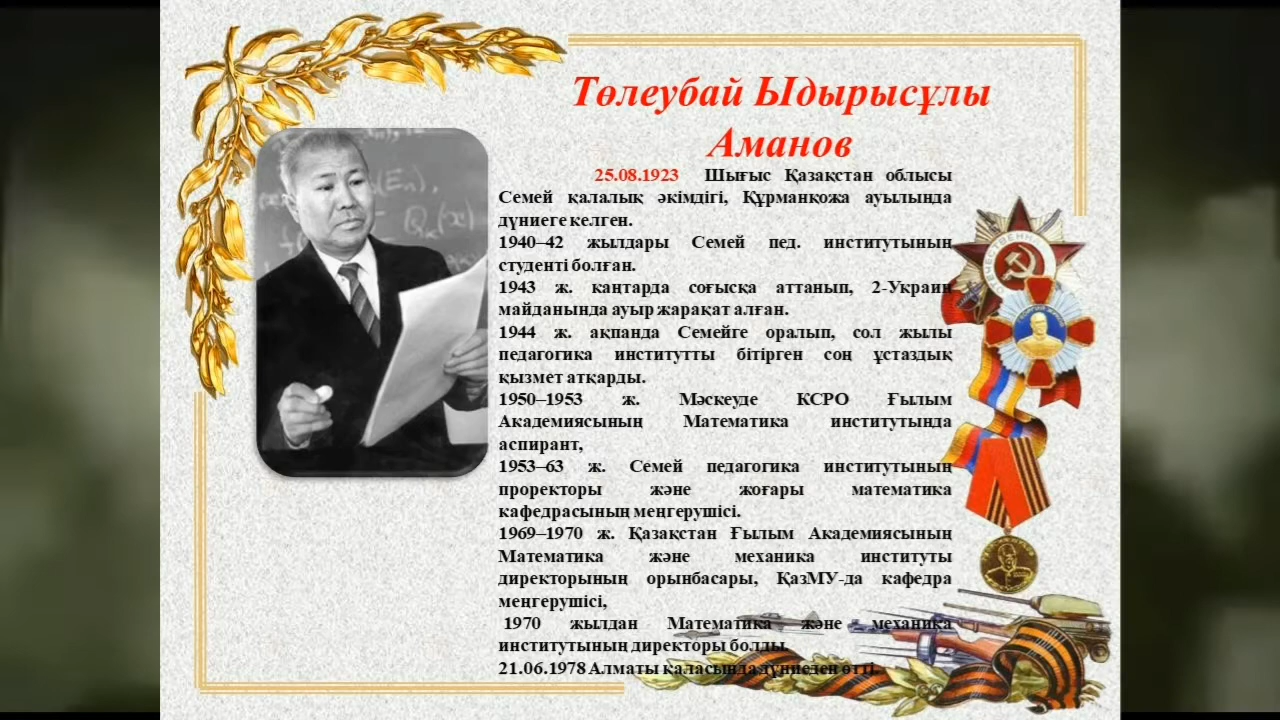 Төлеубай Ыдырысұлы
Аманов
25.08.1923 Шығыс Қазақстан облысы
Семей қалалық әкімдігі, Құрманқожа ауылында
дүниеге келген.
1940–42 жылдары Семей пед. институтының
студенті болған.
1943 ж. қаңтарда соғысқа аттанып, 2-Украин
майданында ауыр жарақат алған.
1944 ж. ақпанда Семейге оралып, сол жылы
педагогика институтты бітірген соң ұстаздық
қызмет атқарды.
1950–1953 ж. Мәскеуде КСРО Ғылым
Академиясының Математика институтында
аспирант,
1953–63 ж. Семей педагогика институтының
проректоры және жоғары математика
кафедрасының меңгерушісі.
1969–1970 ж. Қазақстан Ғылым Академиясының
Математика және механика институты
директорының орынбасары, ҚазМУ-да кафедра
меңгерушісі,
1970 жылдан Математика және механика
институтының директоры болды.
21.06.1978 Алматы қаласында дүниеден өтті.